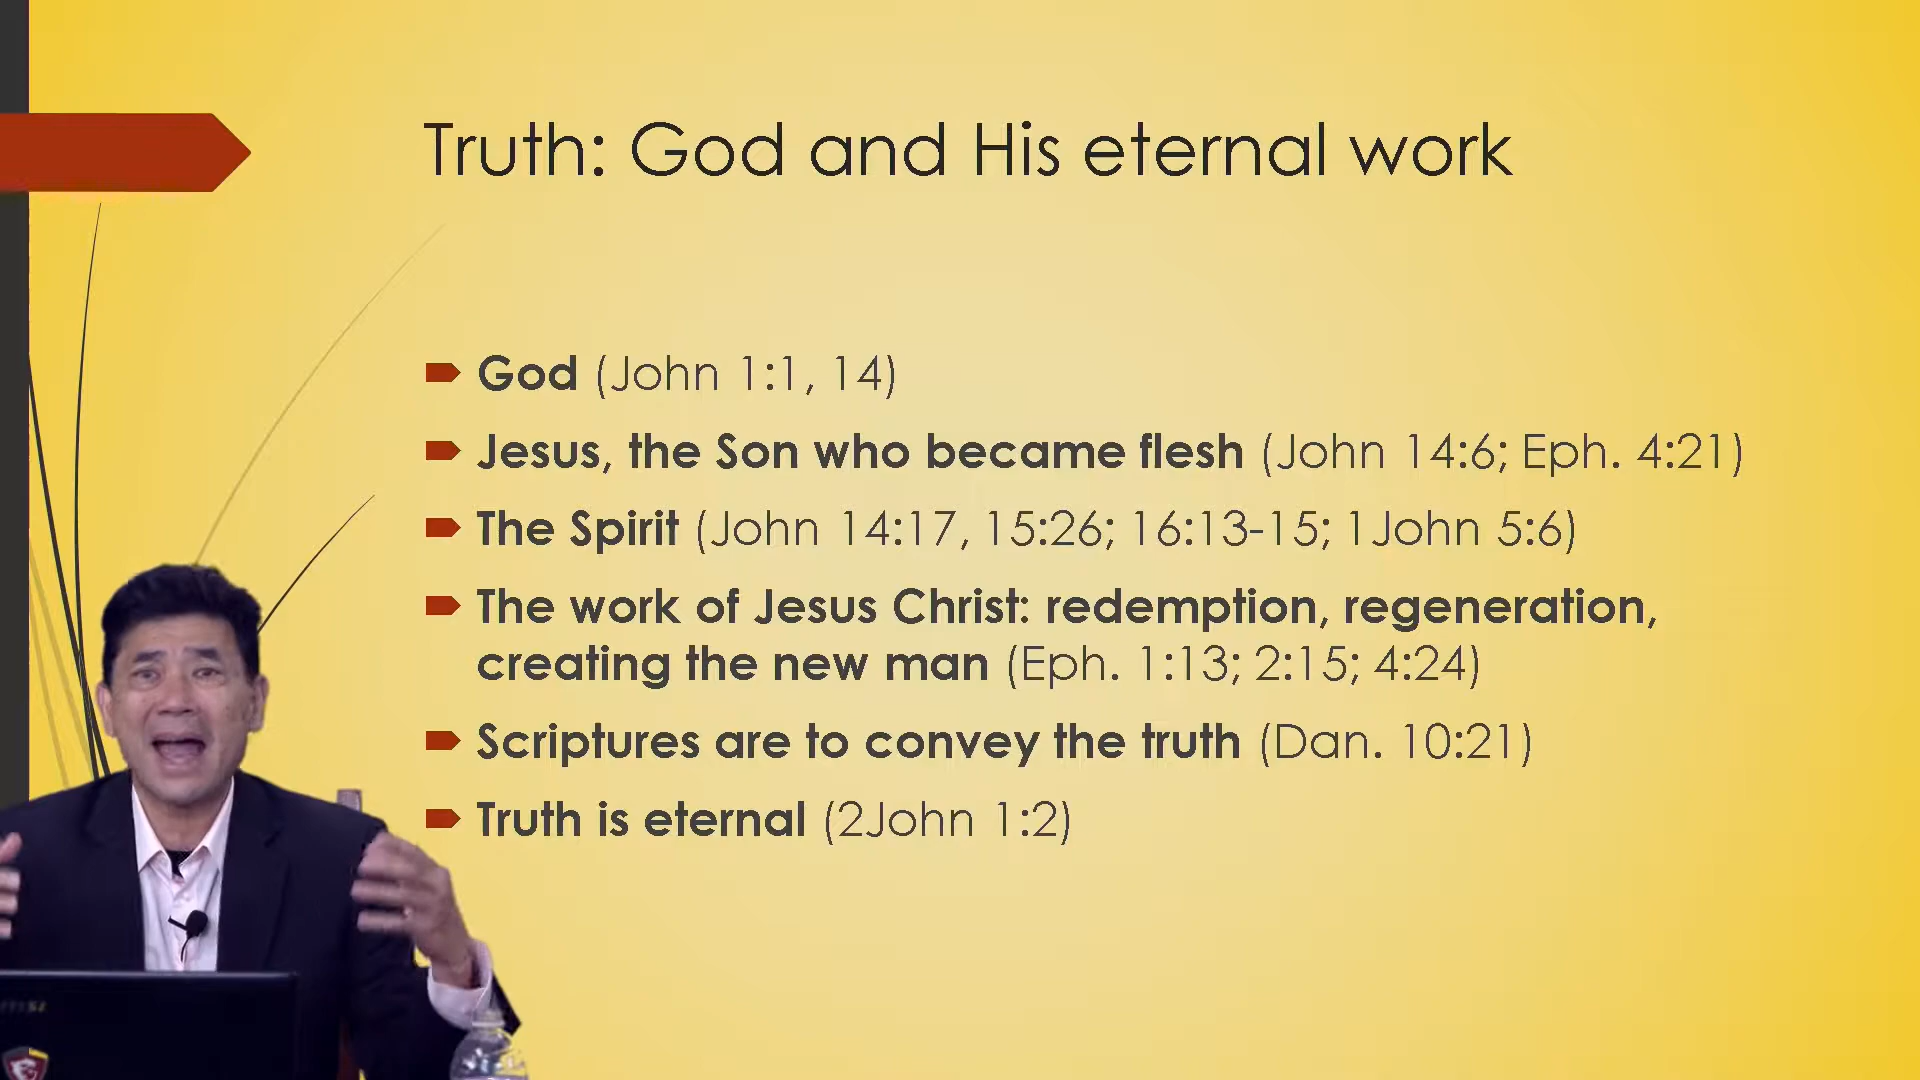 Truth: God and His eternal work
God (John 1:1, 14)
Jesus, the Son who became flesh (John 14:6; Eph. 4:21)
The Spirit (John 14:17, 15:26; 16:13-15; 1John 5:6)
The work of Jesus Christ: redemption, regeneration,
creating the new man (Eph. 1:13; 2:15; 4:24)
Scriptures are to convey the truth (Dan. 10:21)
Truth is eternal (2John 1:2)
msi